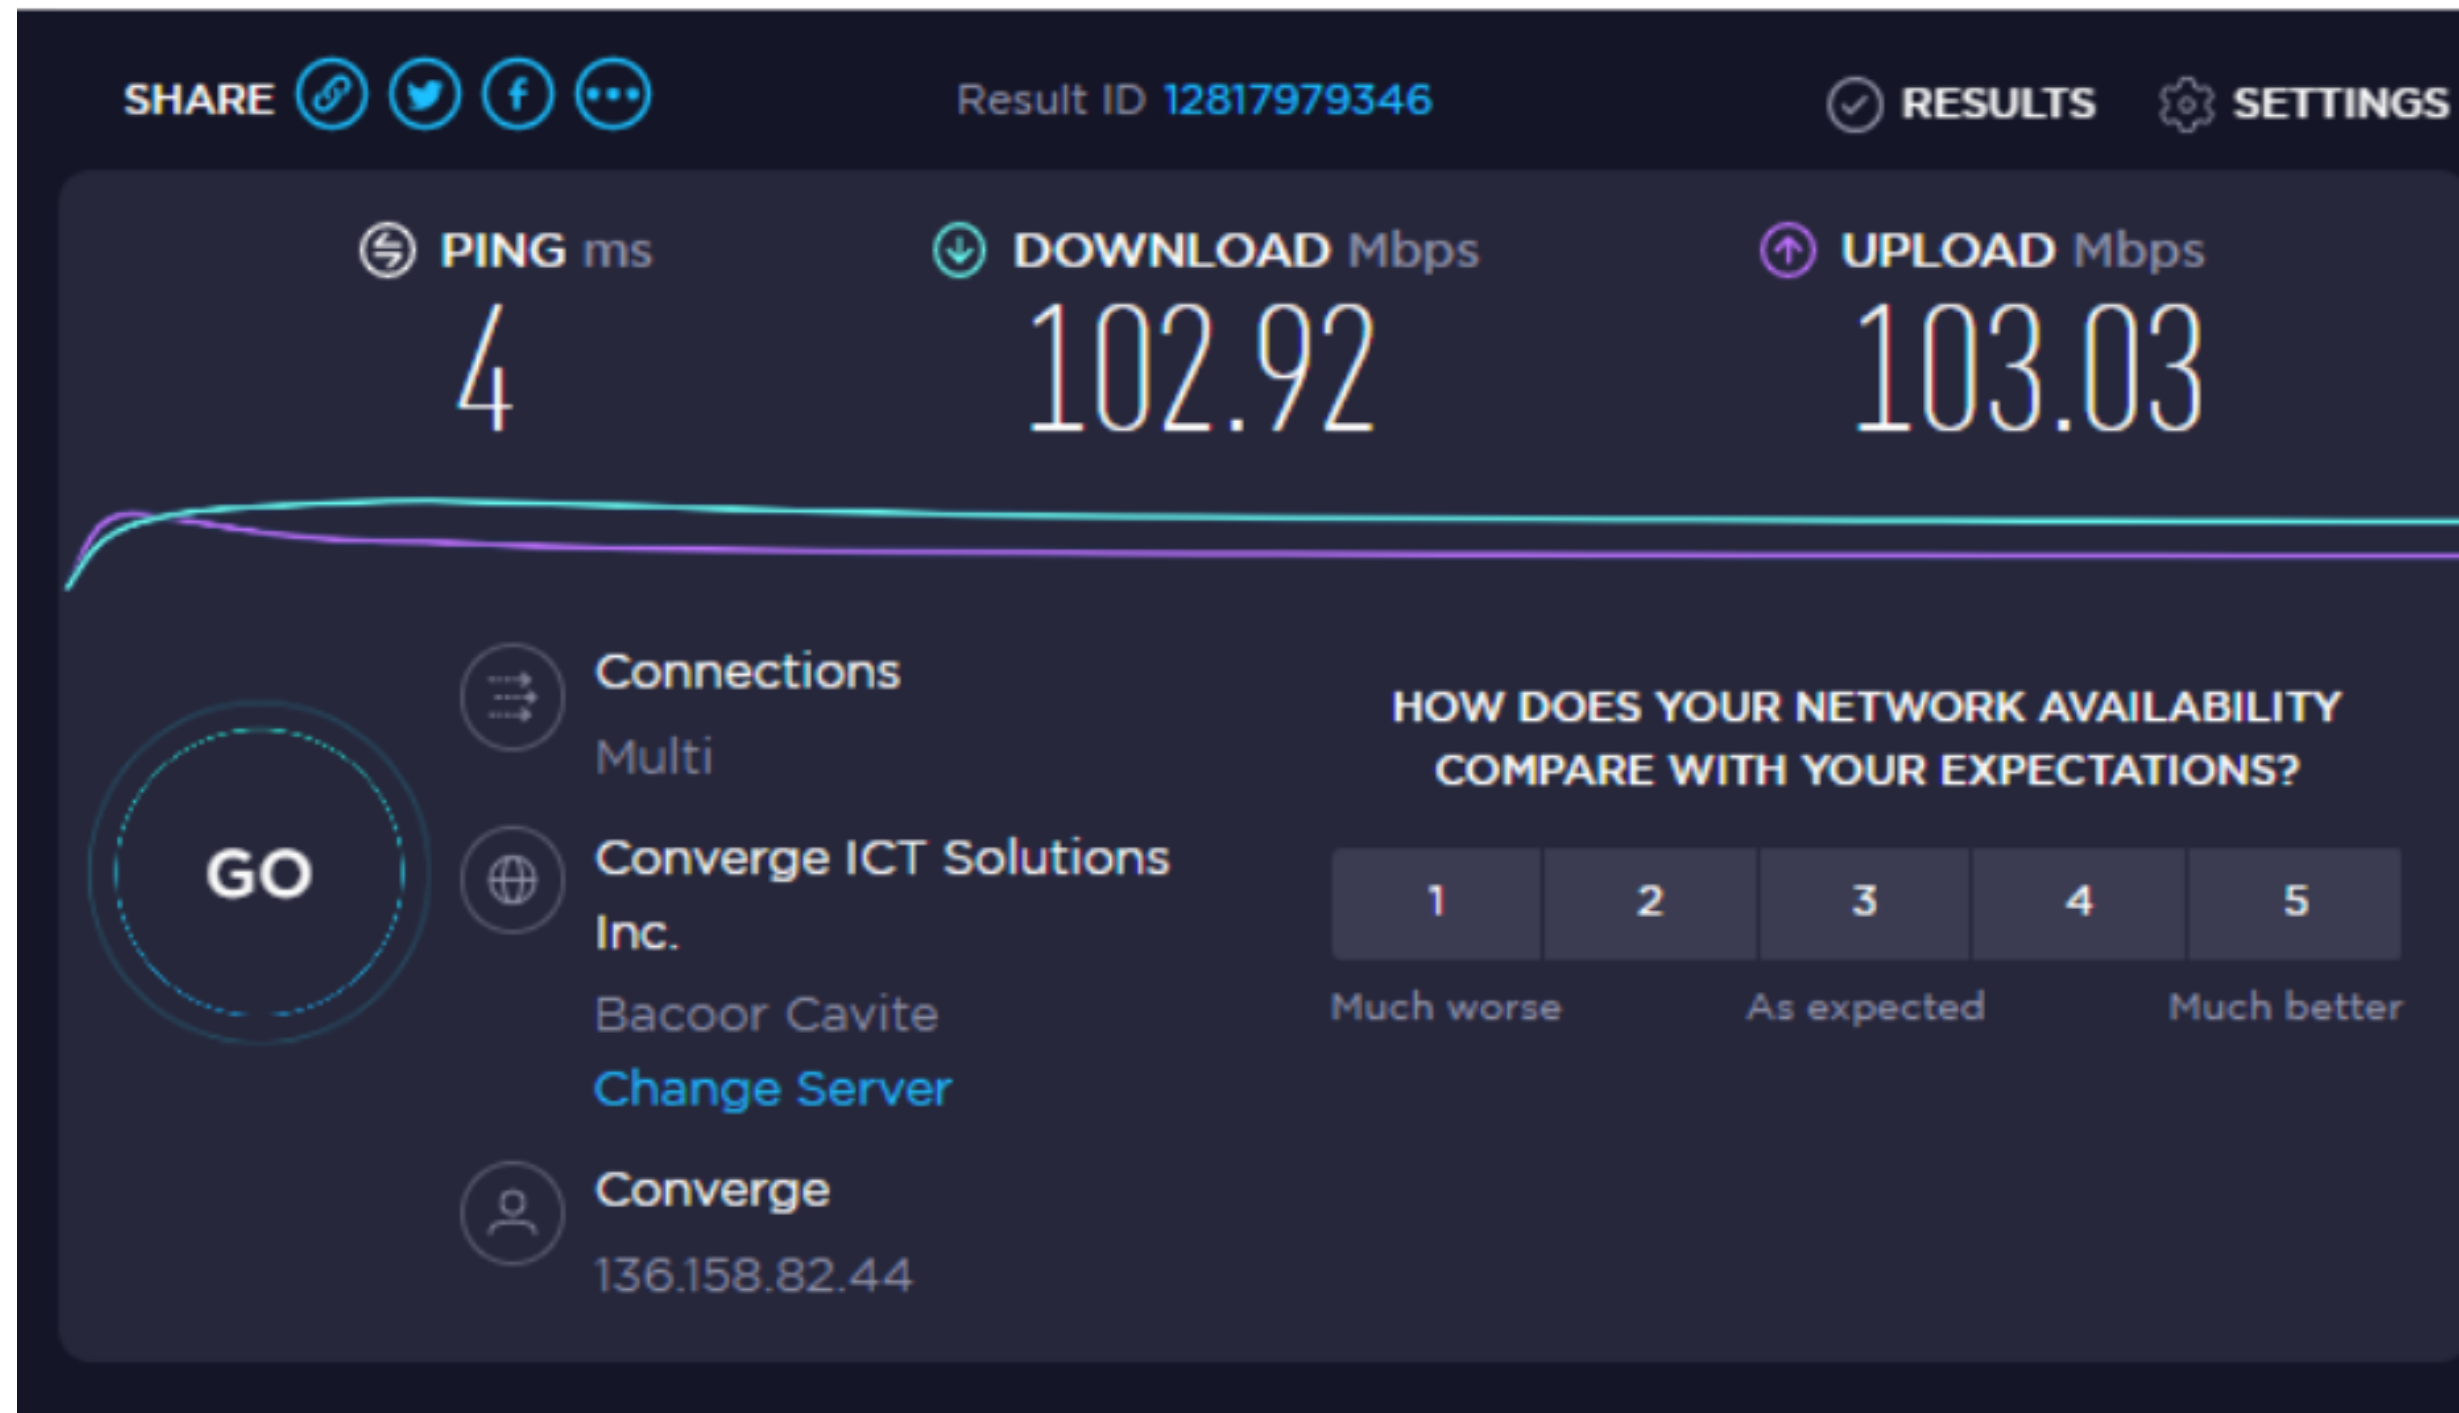 SHARE
Result ID 12817979346
RESULTS
SETTINGS
PING ms
4
DOWNLOAD Mbps
102.92
UPLOAD Mbps
103.03
GO
Connections
Multi
Converge ICT Solutions
Inc.
Bacoor Cavite
Change Server
Converge
136.158.82.44
HOW DOES YOUR NETWORK AVAILABILITY
COMPARE WITH YOUR EXPECTATIONS?
1 2 3 4 5
Much worse As expected Much better